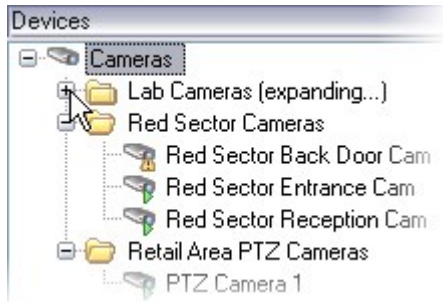 Devices
Cameras
Lab Cameras (expanding...)
Red Sector Cameras
Red Sector Back Door Cam
Red Sector Entrance Cam
Red Sector Reception Cam
Retail Area PTZ Cameras
PTZ Camera 1